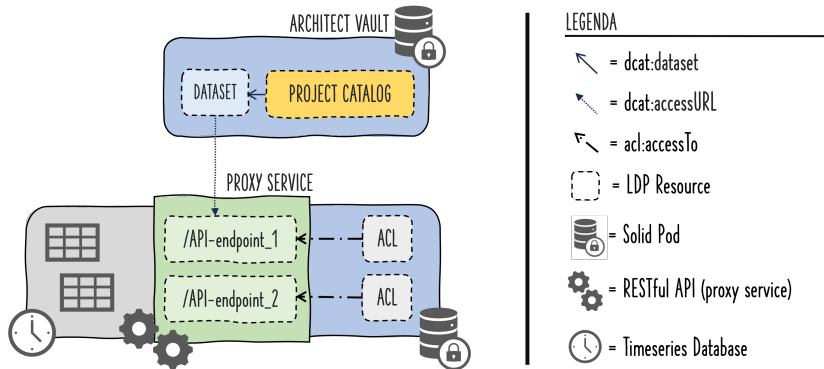 ARCHITECT VAULT
DATASET
PROJECT CATALOG
PROXY SERVICE
/API-endpoint_1
ACL
/API-endpoint_2
ACL
LEGENDA
= dcat:dataset
= dcat:accessURL
= acl:accessTo
= LDP Resource
= Solid Pod
= RESTful API (proxy service)
= Timeseries Database